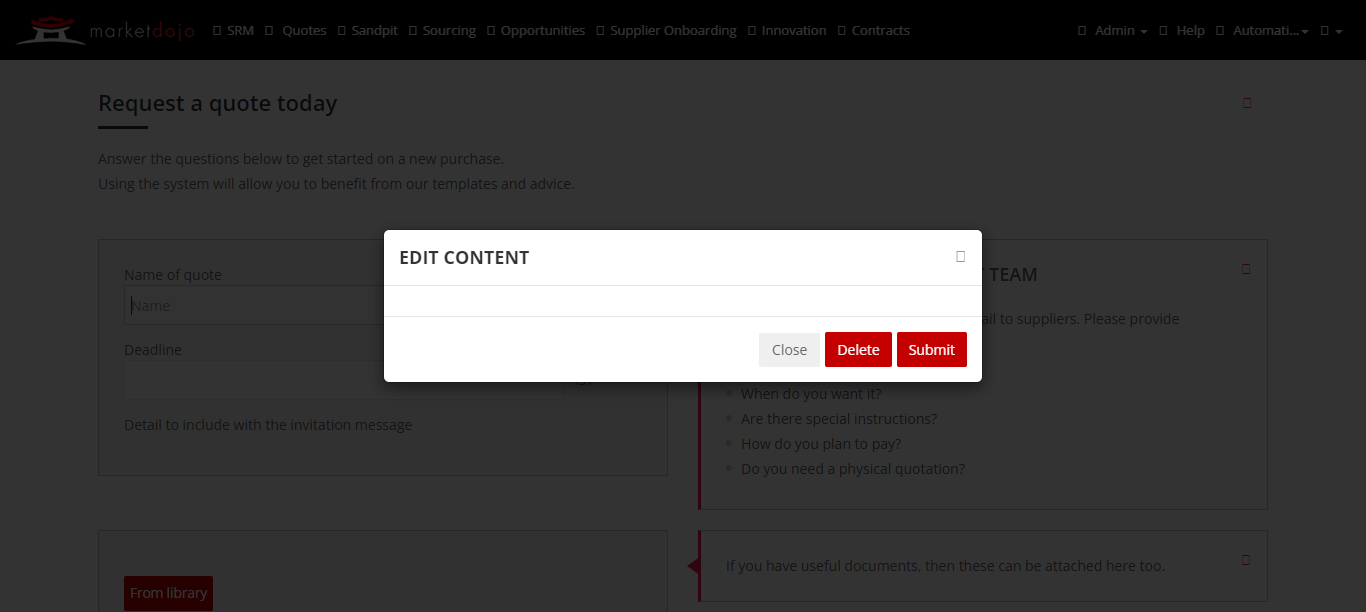 marketdojo SRM Quotes Sandpit Sourcing Opportunities Supplier Onboarding Innovation Contracts Admin Help Automati...
Request a quote today
Answer the questions below to get started on a new purchase.
Using the system will allow you to benefit from our templates and advice.
EDIT CONTENT
Close Delete Submit
Name of quote
Name
Deadline
Detail to include with the invitation message
TEAM
ail to suppliers. Please provide
When do you want it?
Are there special instructions?
How do you plan to pay?
Do you need a physical quotation?
From library
If you have useful documents, then these can be attached here too.